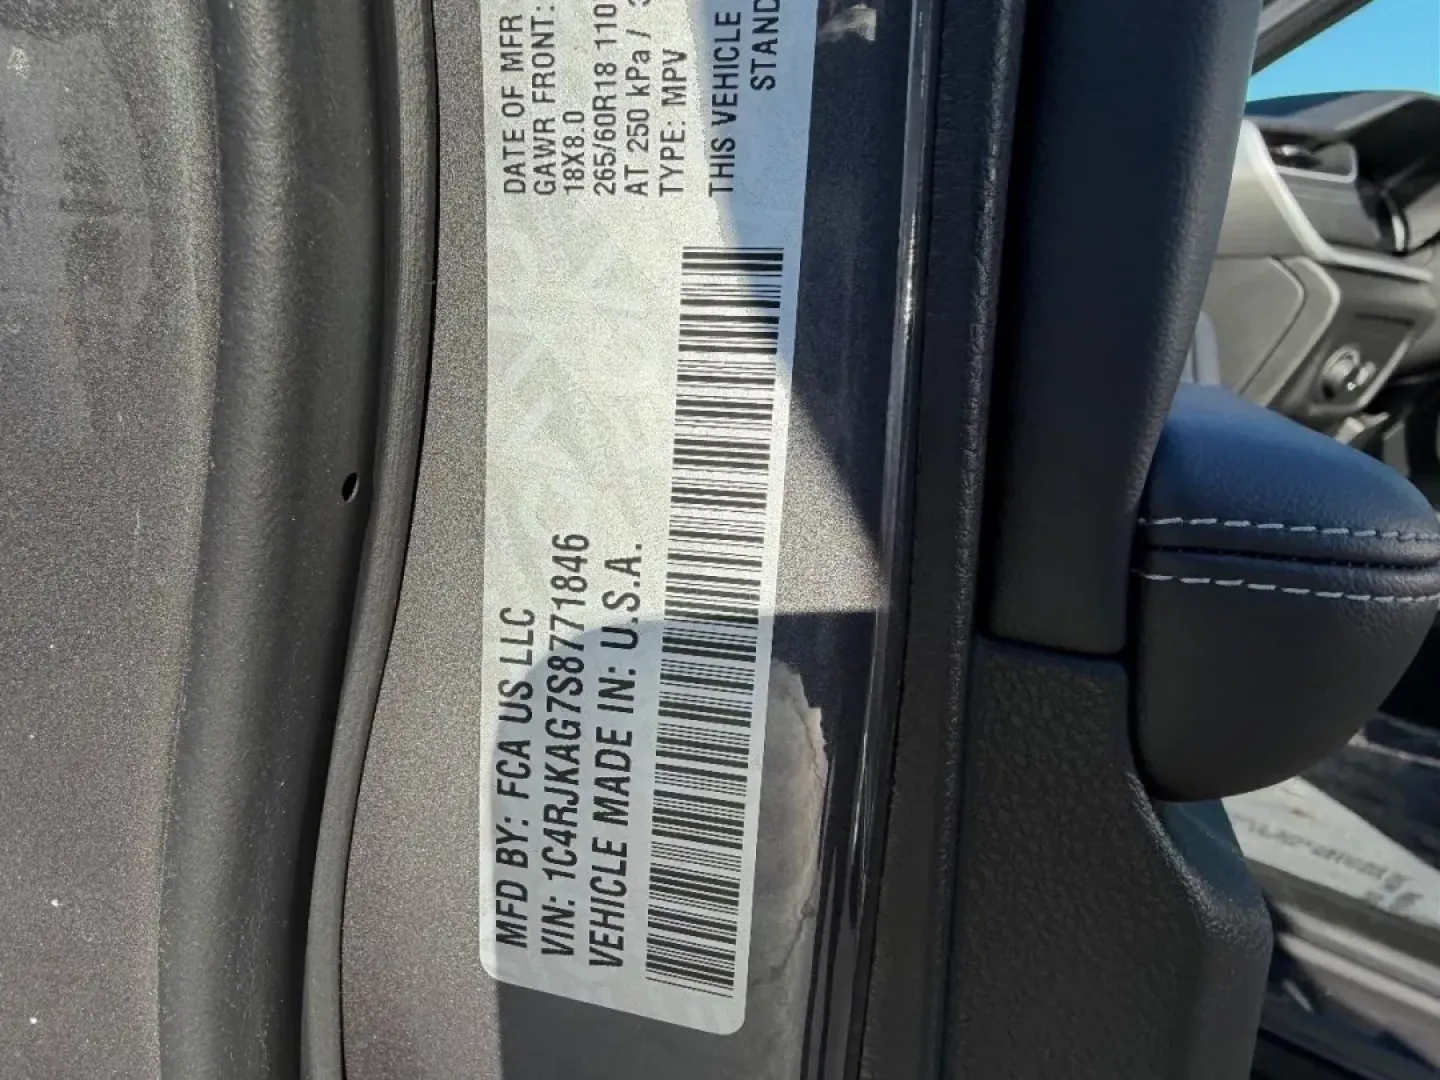 MFD BY: FCA US LLC
VIN: 1C4RJKAG7S8771846
VEHICLE MADE IN: U.S.A.
DATE OF MFR
GAWR FRONT:
18X8.0
265/60R18 110
AT 250 kPa /
TYPE: MPV
THIS VEHICLE
STAND